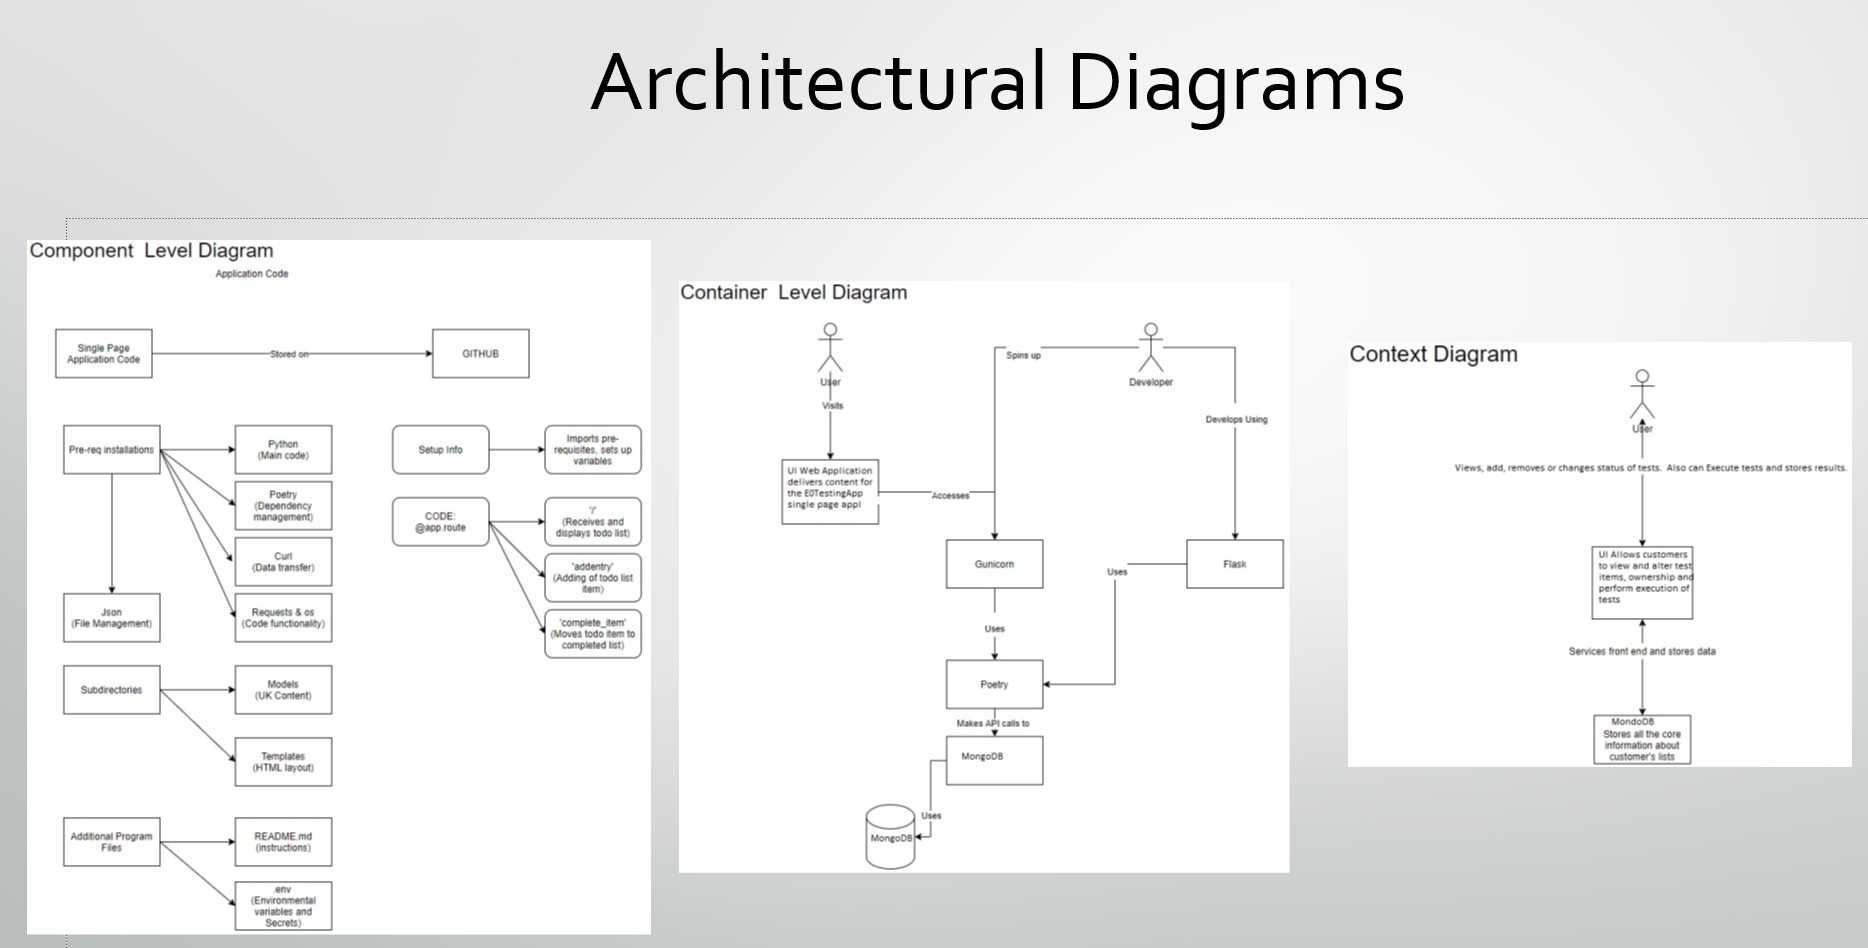 Architectural Diagrams
Component Level Diagram
Application Code
Single Page
Application Code
Stored on
GITHUB
Pre-req installations
Python
(Main code)
Poetry
(Dependency
management)
Curl
(Data transfer)
Requests & os
(Code functionality)
Json
(File Management)
Setup Info
Imports pre-
requisites, sets up
variables
CODE:
@app.route
'/'
(Receives and
displays todo list)
'addentry'
(Adding of todo list
item)
'complete_item'
(Moves todo item to
completed list)
Subdirectories
Models
(UK Content)
Templates
(HTML layout)
Additional Program
Files
README.md
(instructions)
.env
(Environmental
variables and
Secrets)
Container Level Diagram
User
Visits
UI Web Application
delivers content for
the E0TestingApp
single page appl
Accesses
Spins up
Developer
Develops Using
Gunicorn
Flask
Uses
Uses
Poetry
Makes API calls to
MongoDB
Uses
MongoDB
Context Diagram
User
Views, add, removes or changes status of tests. Also can Execute tests and stores results.
UI Allows customers
to view and alter test
items, ownership and
perform execution of
tests
Services front end and stores data
MondoDB
Stores all the core
information about
customer's lists